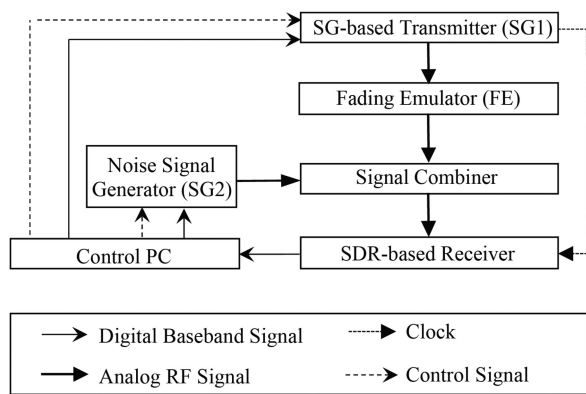 SG-based Transmitter (SG1)
Fading Emulator (FE)
Noise Signal
Generator (SG2)
Signal Combiner
Control PC
SDR-based Receiver
Digital Baseband Signal
Clock
Analog RF Signal
Control Signal